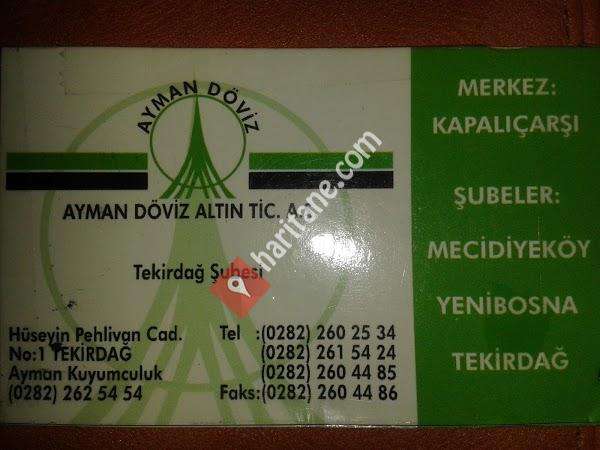 AYMAN DÖVİZ
AYMAN DÖVİZ ALTIN TİC. A.Ş.
Tekirdağ Şubesi
Hüseyin Pehlivan Cad.
No:1 TEKİRDAĞ
Ayman Kuyumculuk
(0282) 262 54 54
Tel :(0282) 260 25 34
(0282) 261 54 24
(0282) 260 44 85
Faks:(0282) 260 44 86
MERKEZ:
KAPALIÇARŞI
ŞUBELER:
MECİDİYEKÖY
YENİBOSNA
TEKİRDAĞ
haritane.com